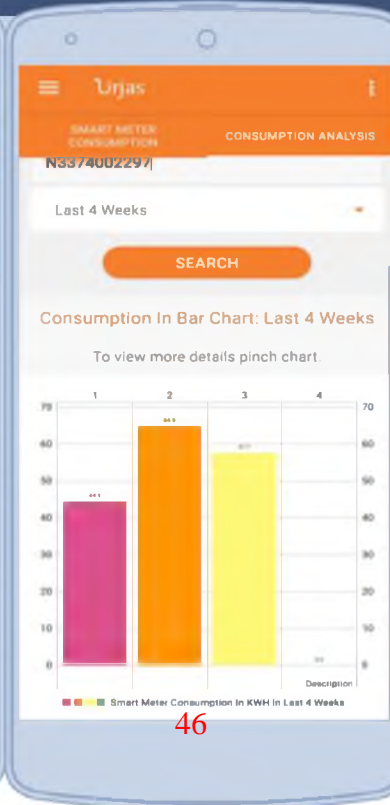 Urjas
SMART METER
CONSUMPTION
CONSUMPTION ANALYSIS
N3374002297
Last 4 Weeks
SEARCH
Consumption In Bar Chart: Last 4 Weeks
To view more details pinch chart.
1 2 3 4
70 70
60 60
50 50
40 40
30 30
20 20
10 10
0 0
Description
Smart Meter Consumption In KWH In Last 4 Weeks
46